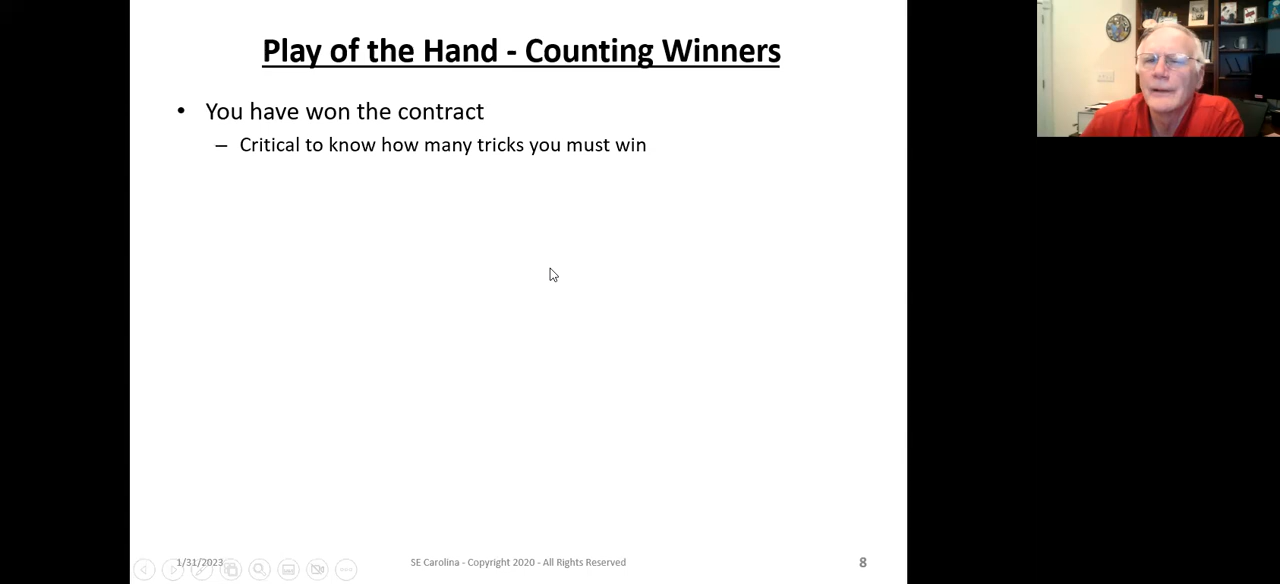 Play of the Hand - Counting Winners
• You have won the contract
– Critical to know how many tricks you must win
1/31/2023
SE Carolina - Copyright 2020 - All Rights Reserved
8